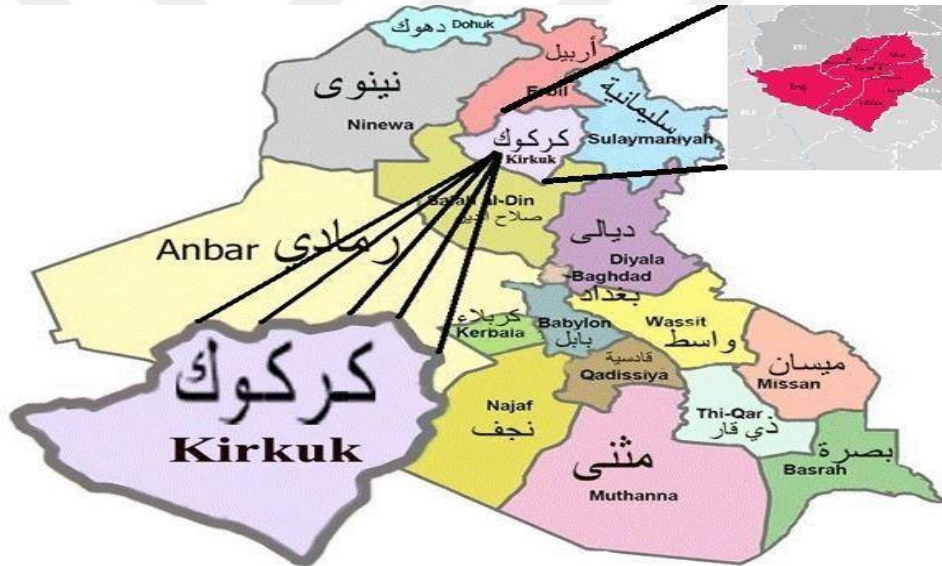 دهوك Dohuk
أربيل
Erbil
نينوى
Ninewa
سليمانية
Sulaymaniyah
كركوك
Kirkuk
Salah al-Din
صلاح الدين
ديالى
Diyala
Anbar رمادي
Baghdad
بغداد
كربلاء
Kerbala
Babylon
بابل
Wassit
واسط
قادسية
Qadissiya
ميسان
Missan
Najaf
نجف
Thi-Qar
ذي قار
مثنى
Muthanna
بصرة
Basrah
كركوك
Kirkuk